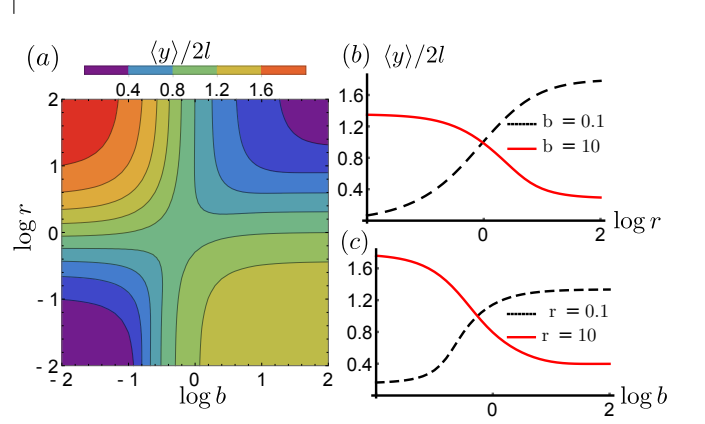 (a) ⟨y⟩/2l
0.4 0.8 1.2 1.6
2
1
0
- 1
- 2
log r
- 2 - 1 0 1 2
log b
(b) ⟨y⟩/2l
1.6
1.2
0.8
0.4
b = 0.1
b = 10
0 2
log r
(c)
1.6
1.2
0.8
0.4
r = 0.1
r = 10
0 2
log b